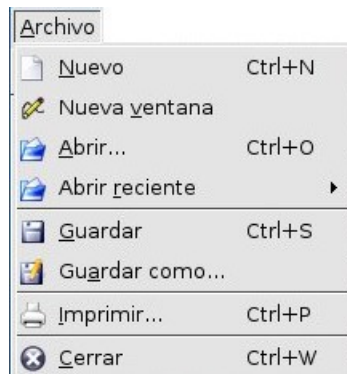 Archivo
Nuevo Ctrl+N
Nueva ventana
Abrir... Ctrl+O
Abrir reciente
Guardar Ctrl+S
Guardar como...
Imprimir... Ctrl+P
Cerrar Ctrl+W